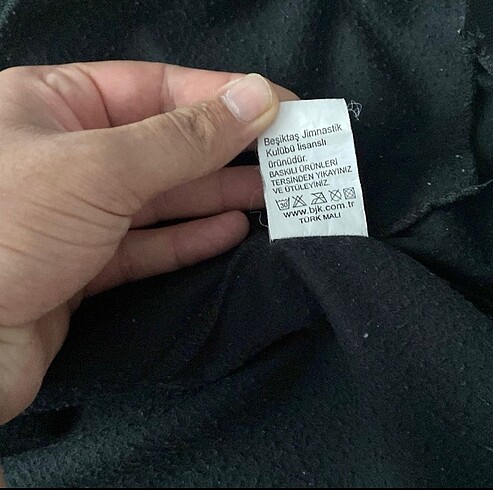 Beşiktaş Jimnastik
Kulübü lisanslı
ürünüdür.
BASKILI ÜRÜNLERİ
TERSİNDEN YIKAYINIZ
VE ÜTÜLEYİNİZ.
30
www.bjk.com.tr
TÜRK MALI